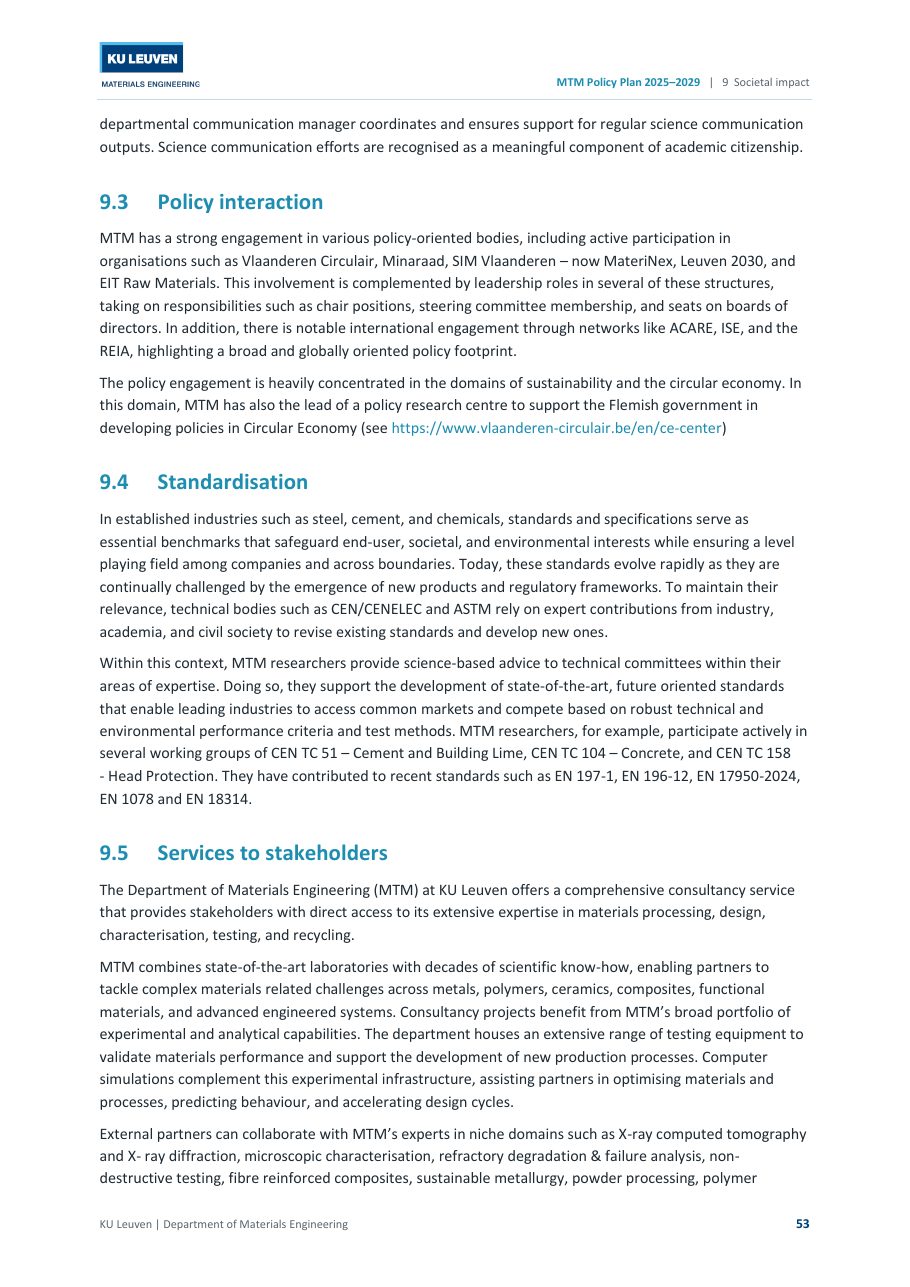 KU LEUVEN
MATERIALS ENGINEERING
MTM Policy Plan 2025–2029 | 9 Societal impact
departmental communication manager coordinates and ensures support for regular science communication
outputs. Science communication efforts are recognised as a meaningful component of academic citizenship.
9.3 Policy interaction
MTM has a strong engagement in various policy-oriented bodies, including active participation in
organisations such as Vlaanderen Circulair, Minaraad, SIM Vlaanderen – now MateriNex, Leuven 2030, and
EIT Raw Materials. This involvement is complemented by leadership roles in several of these structures,
taking on responsibilities such as chair positions, steering committee membership, and seats on boards of
directors. In addition, there is notable international engagement through networks like ACARE, ISE, and the
REIA, highlighting a broad and globally oriented policy footprint.
The policy engagement is heavily concentrated in the domains of sustainability and the circular economy. In
this domain, MTM has also the lead of a policy research centre to support the Flemish government in
developing policies in Circular Economy (see https://www.vlaanderen-circulair.be/en/ce-center)
9.4 Standardisation
In established industries such as steel, cement, and chemicals, standards and specifications serve as
essential benchmarks that safeguard end-user, societal, and environmental interests while ensuring a level
playing field among companies and across boundaries. Today, these standards evolve rapidly as they are
continually challenged by the emergence of new products and regulatory frameworks. To maintain their
relevance, technical bodies such as CEN/CENELEC and ASTM rely on expert contributions from industry,
academia, and civil society to revise existing standards and develop new ones.
Within this context, MTM researchers provide science-based advice to technical committees within their
areas of expertise. Doing so, they support the development of state-of-the-art, future oriented standards
that enable leading industries to access common markets and compete based on robust technical and
environmental performance criteria and test methods. MTM researchers, for example, participate actively in
several working groups of CEN TC 51 – Cement and Building Lime, CEN TC 104 – Concrete, and CEN TC 158
- Head Protection. They have contributed to recent standards such as EN 197-1, EN 196-12, EN 17950-2024,
EN 1078 and EN 18314.
9.5 Services to stakeholders
The Department of Materials Engineering (MTM) at KU Leuven offers a comprehensive consultancy service
that provides stakeholders with direct access to its extensive expertise in materials processing, design,
characterisation, testing, and recycling.
MTM combines state-of-the-art laboratories with decades of scientific know-how, enabling partners to
tackle complex materials related challenges across metals, polymers, ceramics, composites, functional
materials, and advanced engineered systems. Consultancy projects benefit from MTM’s broad portfolio of
experimental and analytical capabilities. The department houses an extensive range of testing equipment to
validate materials performance and support the development of new production processes. Computer
simulations complement this experimental infrastructure, assisting partners in optimising materials and
processes, predicting behaviour, and accelerating design cycles.
External partners can collaborate with MTM’s experts in niche domains such as X-ray computed tomography
and X- ray diffraction, microscopic characterisation, refractory degradation & failure analysis, non-
destructive testing, fibre reinforced composites, sustainable metallurgy, powder processing, polymer
KU Leuven | Department of Materials Engineering
53